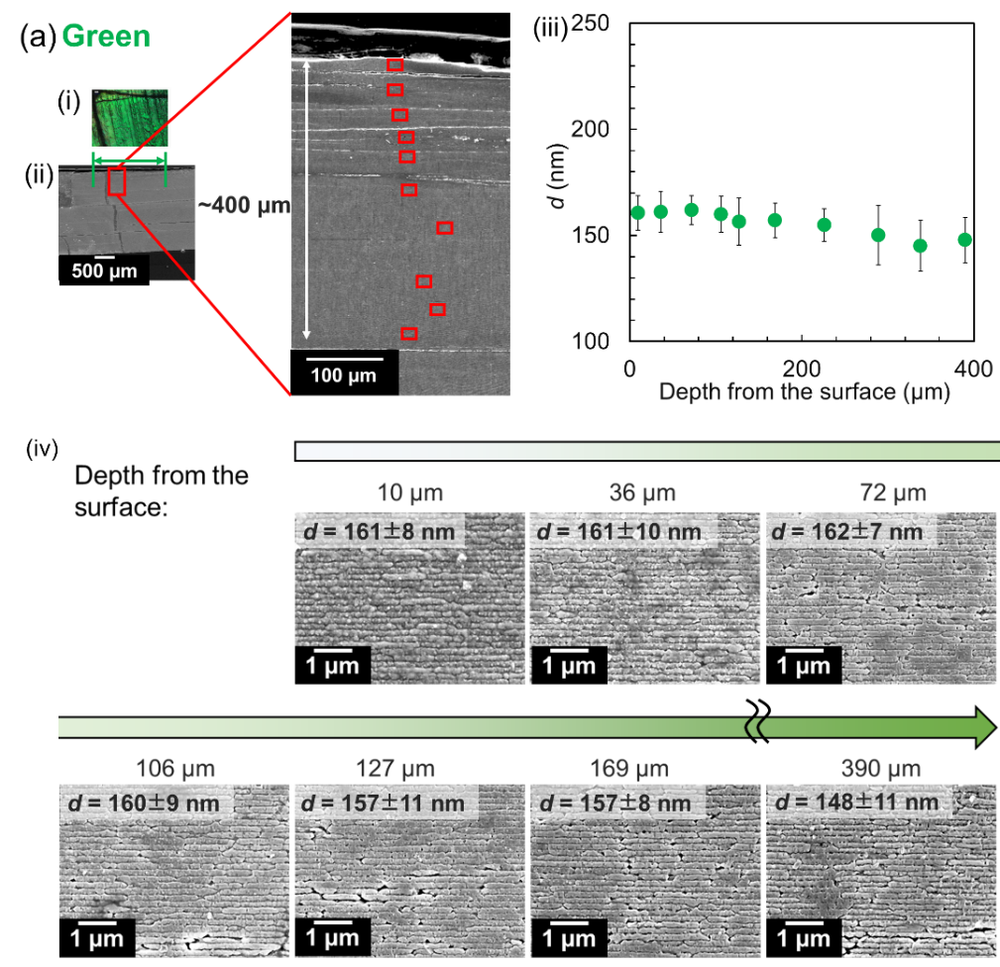 (a) Green
(i)
(ii)
500 μm
~400 μm
100 μm
(iii)
250
200
150
100
d (nm)
0
200
400
Depth from the surface (μm)
(iv)
Depth from the
surface:
10 μm
36 μm
72 μm
d = 161±8 nm
d = 161±10 nm
d = 162±7 nm
1 μm
1 μm
1 μm
106 μm
127 μm
169 μm
390 μm
d = 160±9 nm
d = 157±11 nm
d = 157±8 nm
d = 148±11 nm
1 μm
1 μm
1 μm
1 μm